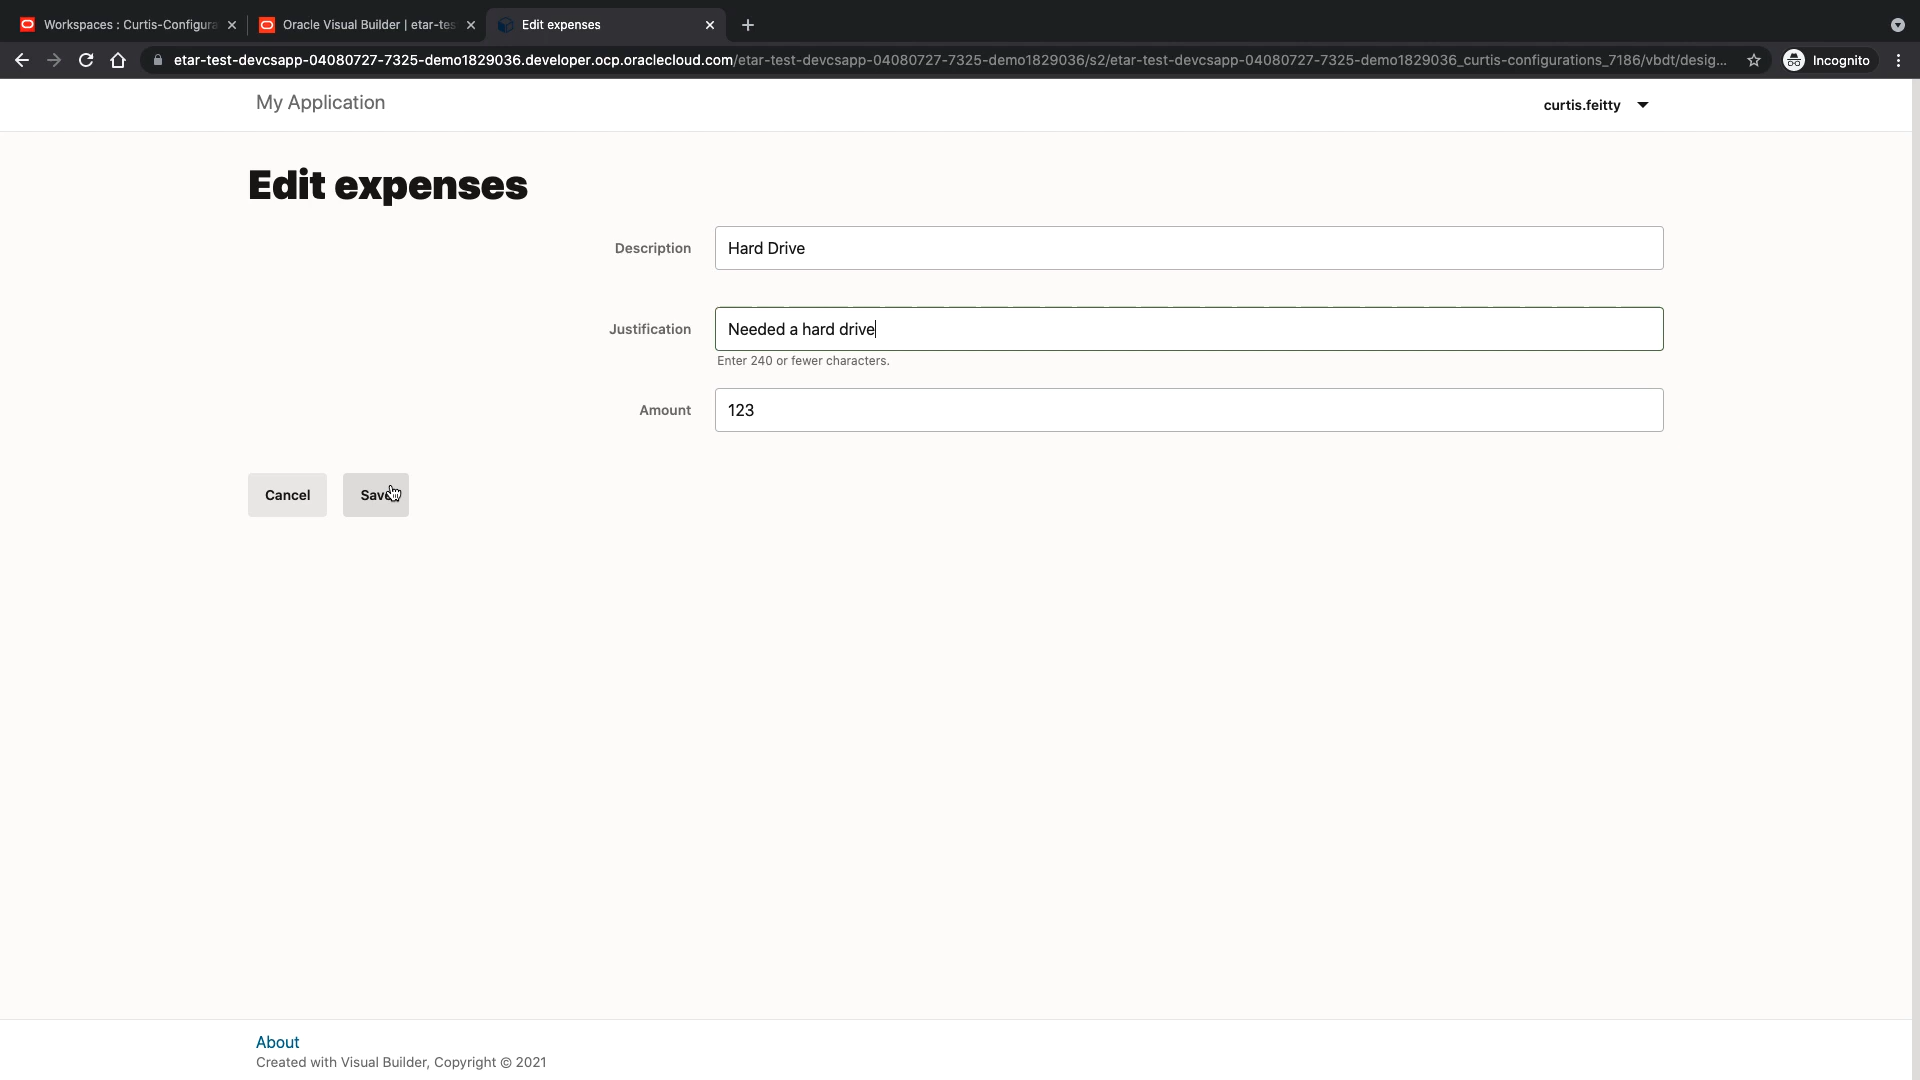 Workspaces : Curtis-Configura
Oracle Visual Builder | etar-tes
Edit expenses
etar-test-devcsapp-04080727-7325-demo1829036.developer.ocp.oraclecloud.com/etar-test-devcsapp-04080727-7325-demo1829036/s2/etar-test-devcsapp-04080727-7325-demo1829036_curtis-configurations_7186/vbdt/desig...
Incognito
My Application
curtis.feitty
Edit expenses
Description
Hard Drive
Justification
Needed a hard drive
Enter 240 or fewer characters.
Amount
123
Cancel
Save
About
Created with Visual Builder, Copyright © 2021